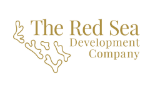 The Red Sea
Development
Company